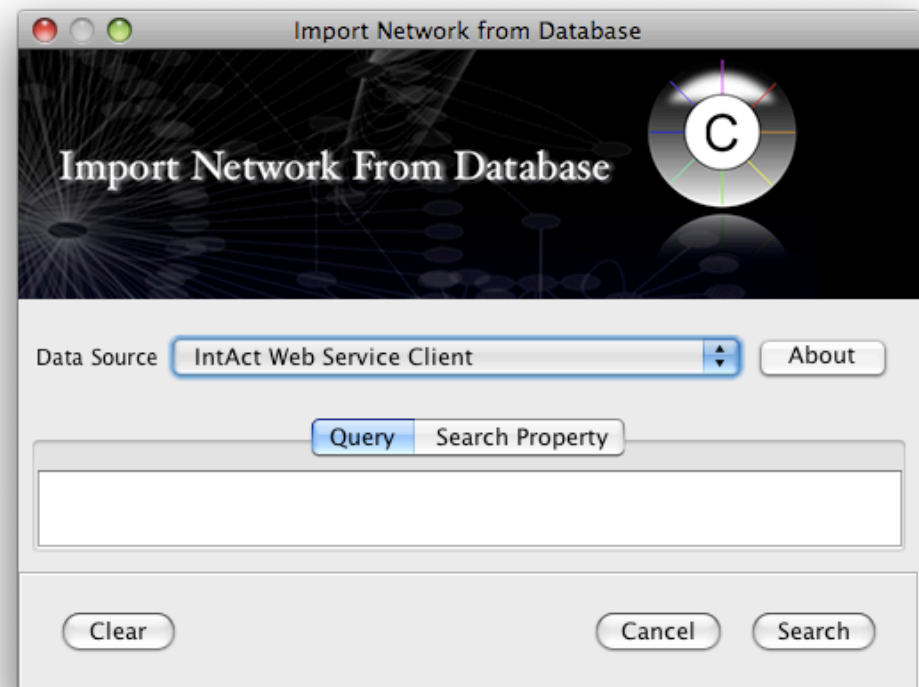 Import Network from Database
C
Import Network From Database
Data Source IntAct Web Service Client About
Query Search Property
Clear Cancel Search